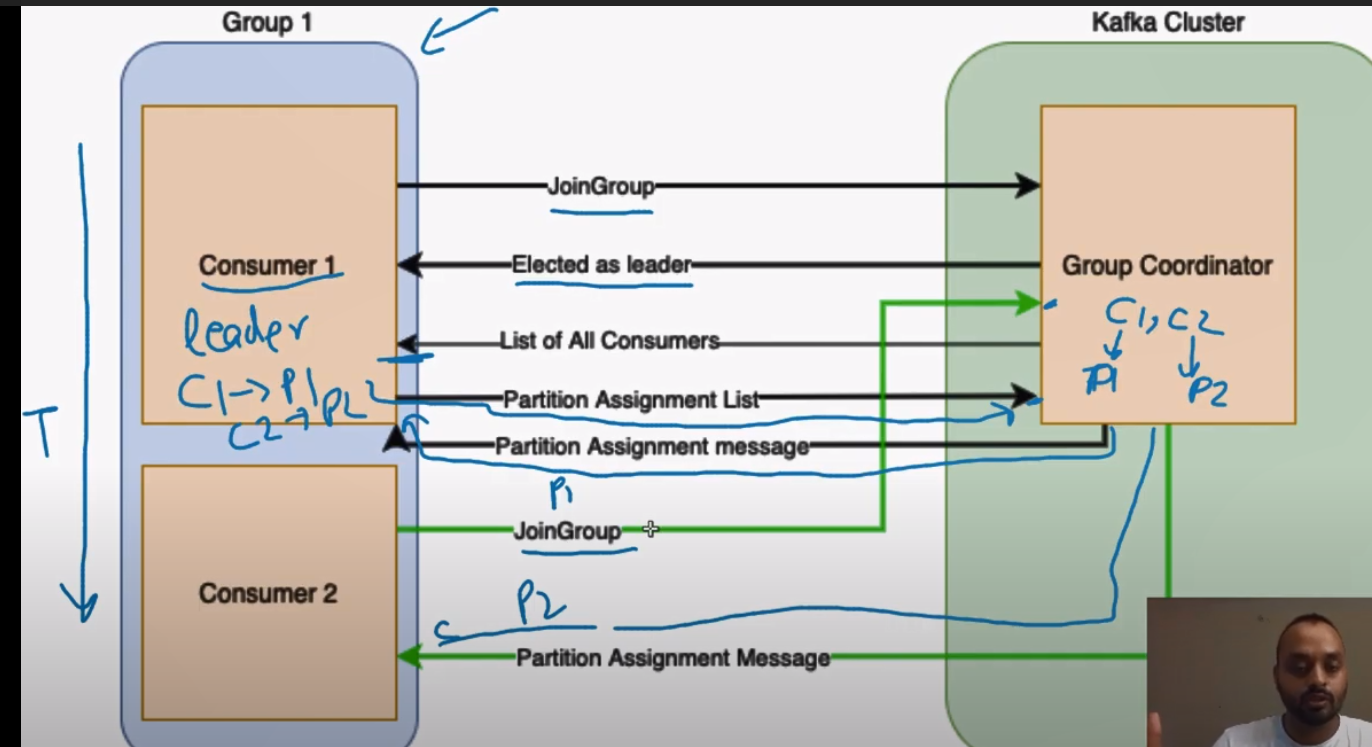 Group 1
Kafka Cluster
JoinGroup
Consumer 1
Elected as leader
Group Coordinator
leader
C1, C2
List of All Consumers
P1 P2
C1→P1
C2→P2
Partition Assignment List
T
Partition Assignment message
P1
JoinGroup
Consumer 2
P2
Partition Assignment Message